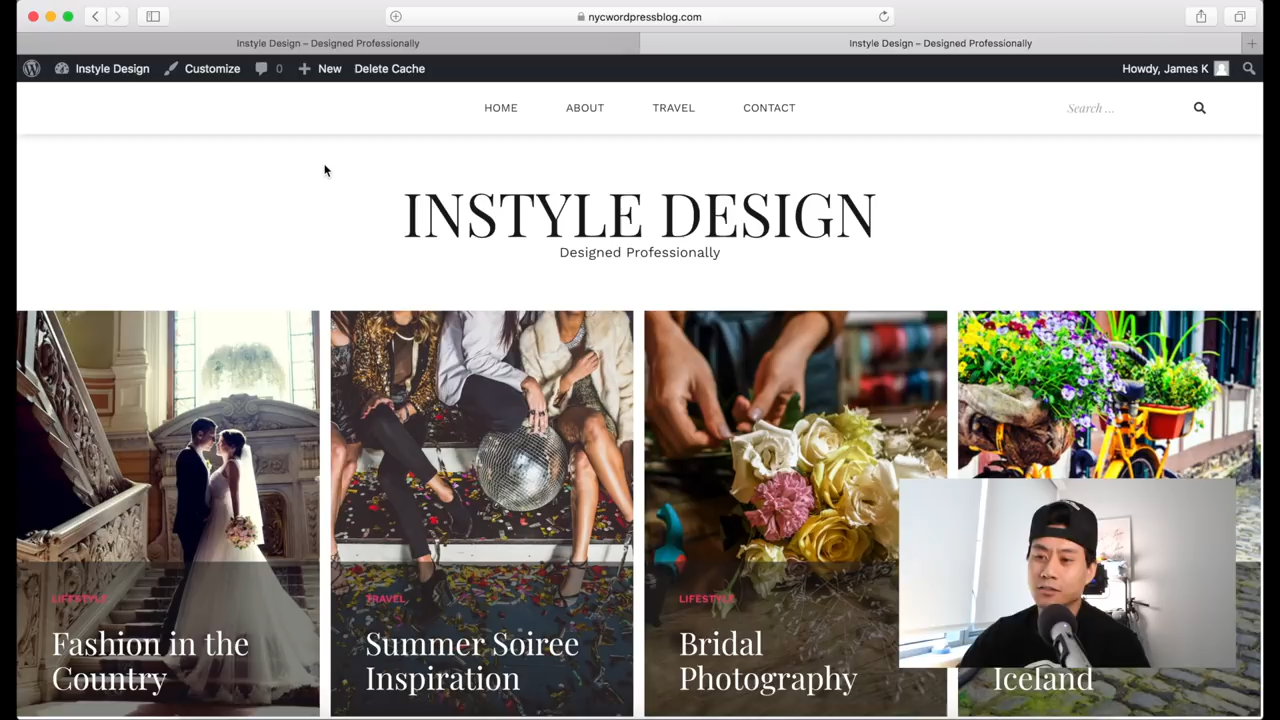 nycwordpressblog.com
Instyle Design – Designed Professionally
Instyle Design – Designed Professionally
Instyle Design
Customize
0
New
Delete Cache
Howdy, James K
HOME
ABOUT
TRAVEL
CONTACT
Search ...
INSTYLE DESIGN
Designed Professionally
LIFESTYLE
Fashion in the
Country
TRAVEL
Summer Soiree
Inspiration
LIFESTYLE
Bridal
Photography
Iceland